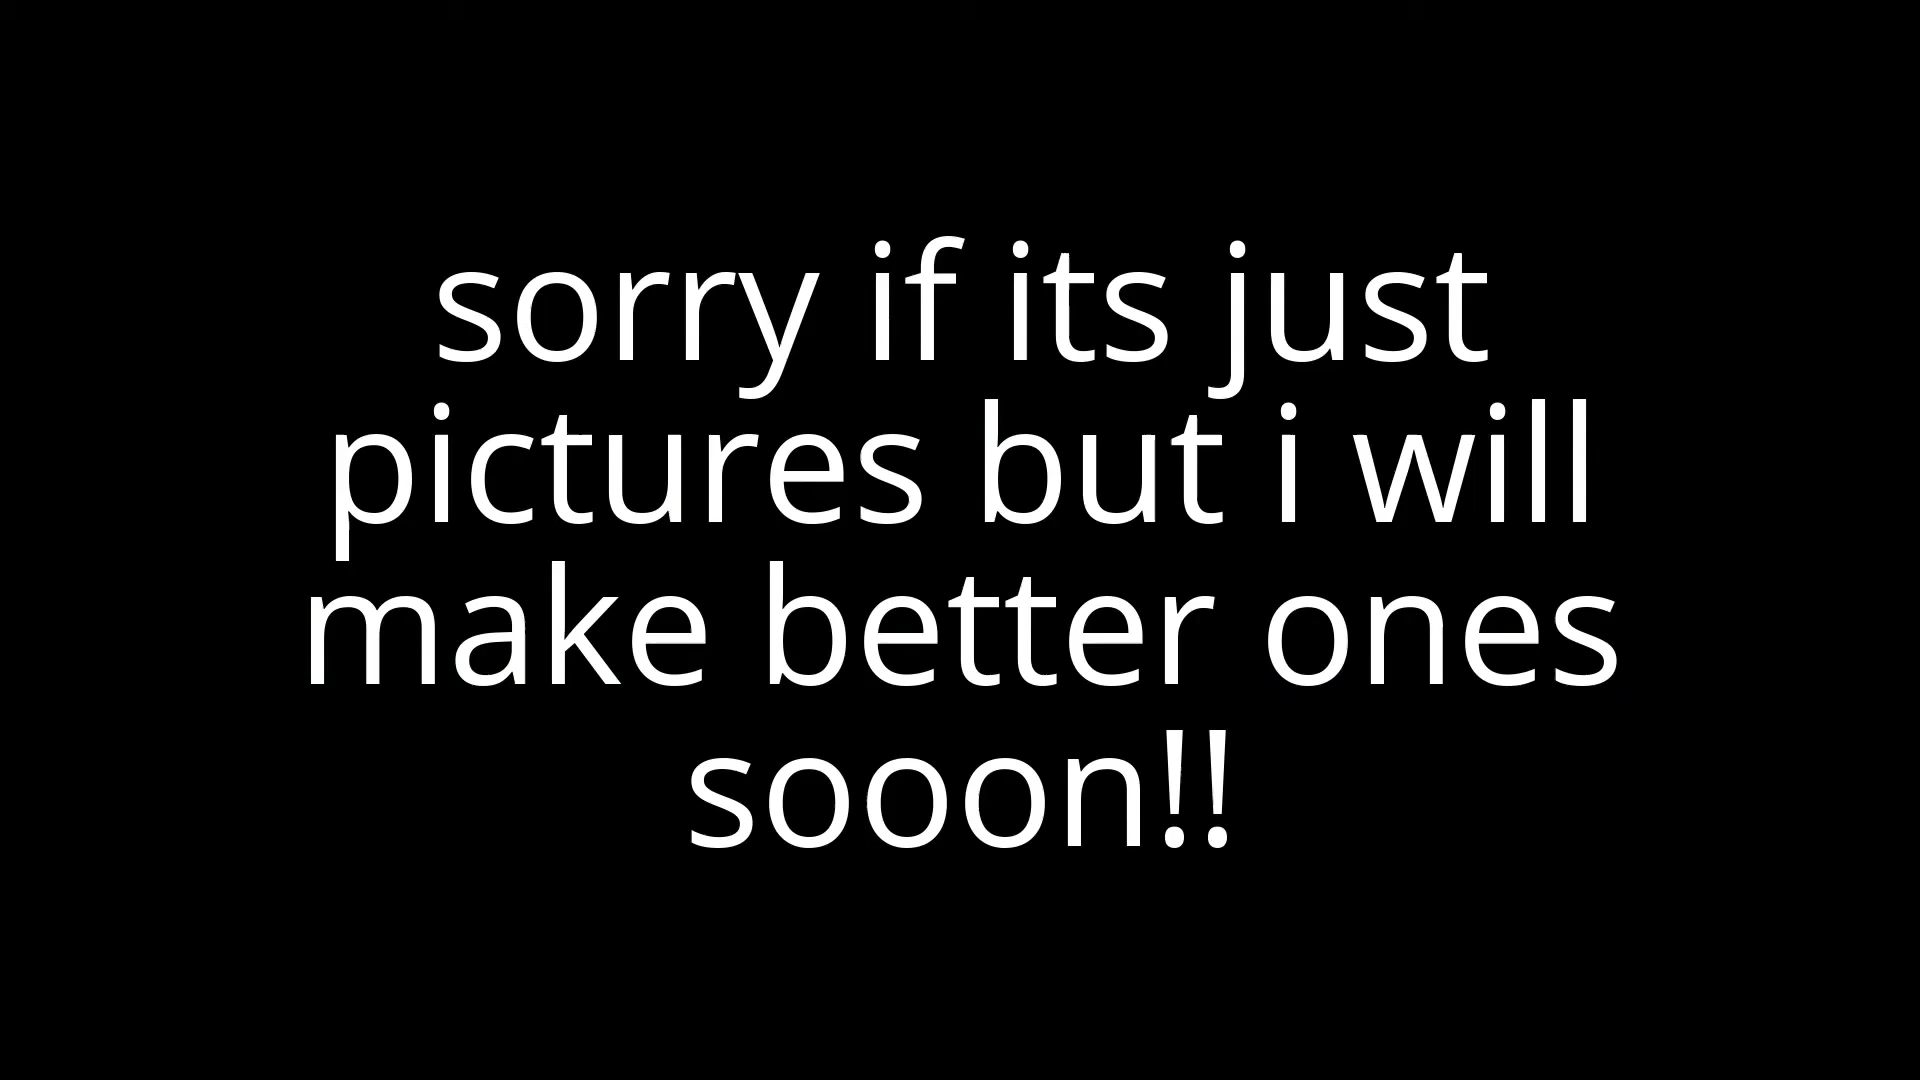 sorry if its just
pictures but i will
make better ones
sooon!!